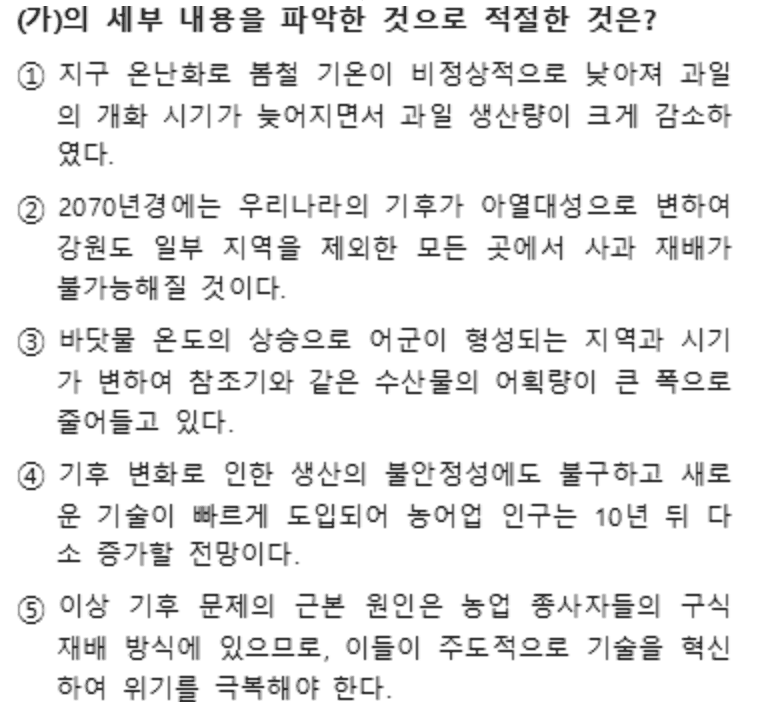 (가)의 세부 내용을 파악한 것으로 적절한 것은?
① 지구 온난화로 봄철 기온이 비정상적으로 낮아져 과일
의 개화 시기가 늦어지면서 과일 생산량이 크게 감소하
였다.
② 2070년경에는 우리나라의 기후가 아열대성으로 변하여
강원도 일부 지역을 제외한 모든 곳에서 사과 재배가
불가능해질 것이다.
③ 바닷물 온도의 상승으로 어군이 형성되는 지역과 시기
가 변하여 참조기와 같은 수산물의 어획량이 큰 폭으로
줄어들고 있다.
④ 기후 변화로 인한 생산의 불안정성에도 불구하고 새로
운 기술이 빠르게 도입되어 농어업 인구는 10년 뒤 다
소 증가할 전망이다.
⑤ 이상 기후 문제의 근본 원인은 농업 종사자들의 구식
재배 방식에 있으므로, 이들이 주도적으로 기술을 혁신
하여 위기를 극복해야 한다.